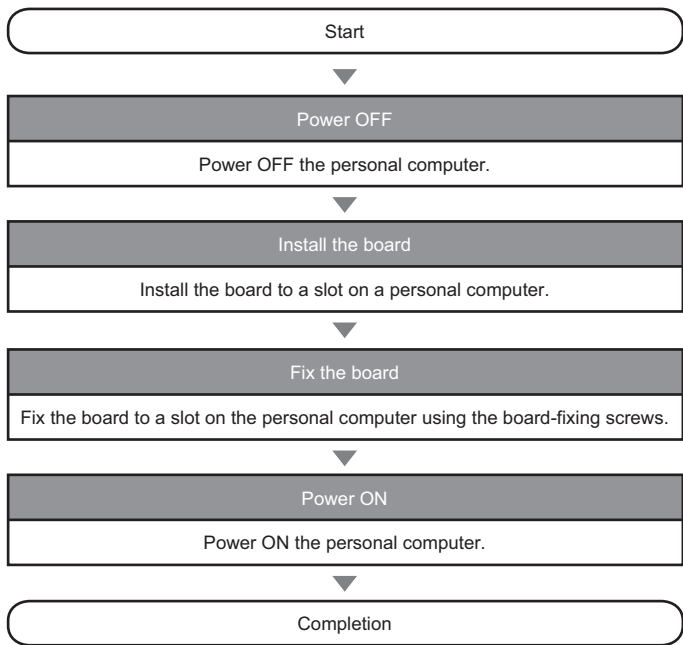 Start
Power OFF
Power OFF the personal computer.
Install the board
Install the board to a slot on a personal computer.
Fix the board
Fix the board to a slot on the personal computer using the board-fixing screws.
Power ON
Power ON the personal computer.
Completion